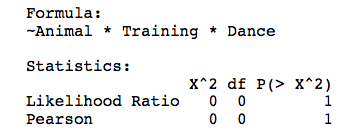 Formula:
~Animal * Training * Dance
Statistics:
X^2 df P(> X^2)
Likelihood Ratio 0 0 1
Pearson 0 0 1